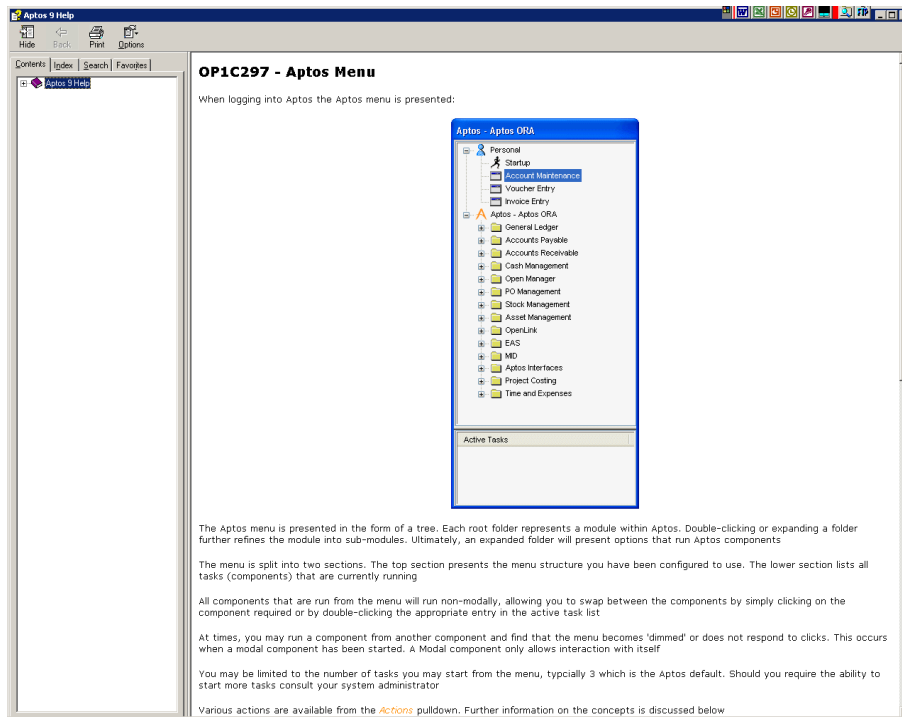 Aptos 9 Help
Hide Back Print Options
Contents Index Search Favorites
Aptos 9 Help
OP1C297 - Aptos Menu
When logging into Aptos the Aptos menu is presented:
Aptos - Aptos ORA
Personal
Startup
Account Maintenance
Voucher Entry
Invoice Entry
Aptos - Aptos ORA
General Ledger
Accounts Payable
Accounts Receivable
Cash Management
Open Manager
PO Management
Stock Management
Asset Management
OpenLink
EAS
MID
Aptos Interfaces
Project Costing
Time and Expenses
Active Tasks
The Aptos menu is presented in the form of a tree. Each root folder represents a module within Aptos. Double-clicking or expanding a folder
further refines the module into sub-modules. Ultimately, an expanded folder will present options that run Aptos components
The menu is split into two sections. The top section presents the menu structure you have been configured to use. The lower section lists all
tasks (components) that are currently running
All components that are run from the menu will run non-modally, allowing you to swap between the components by simply clicking on the
component required or by double-clicking the appropriate entry in the active task list
At times, you may run a component from another component and find that the menu becomes 'dimmed' or does not respond to clicks. This occurs
when a modal component has been started. A Modal component only allows interaction with itself
You may be limited to the number of tasks you may start from the menu, typcially 3 which is the Aptos default. Should you require the ability to
start more tasks consult your system administrator
Various actions are available from the Actions pulldown. Further information on the concepts is discussed below